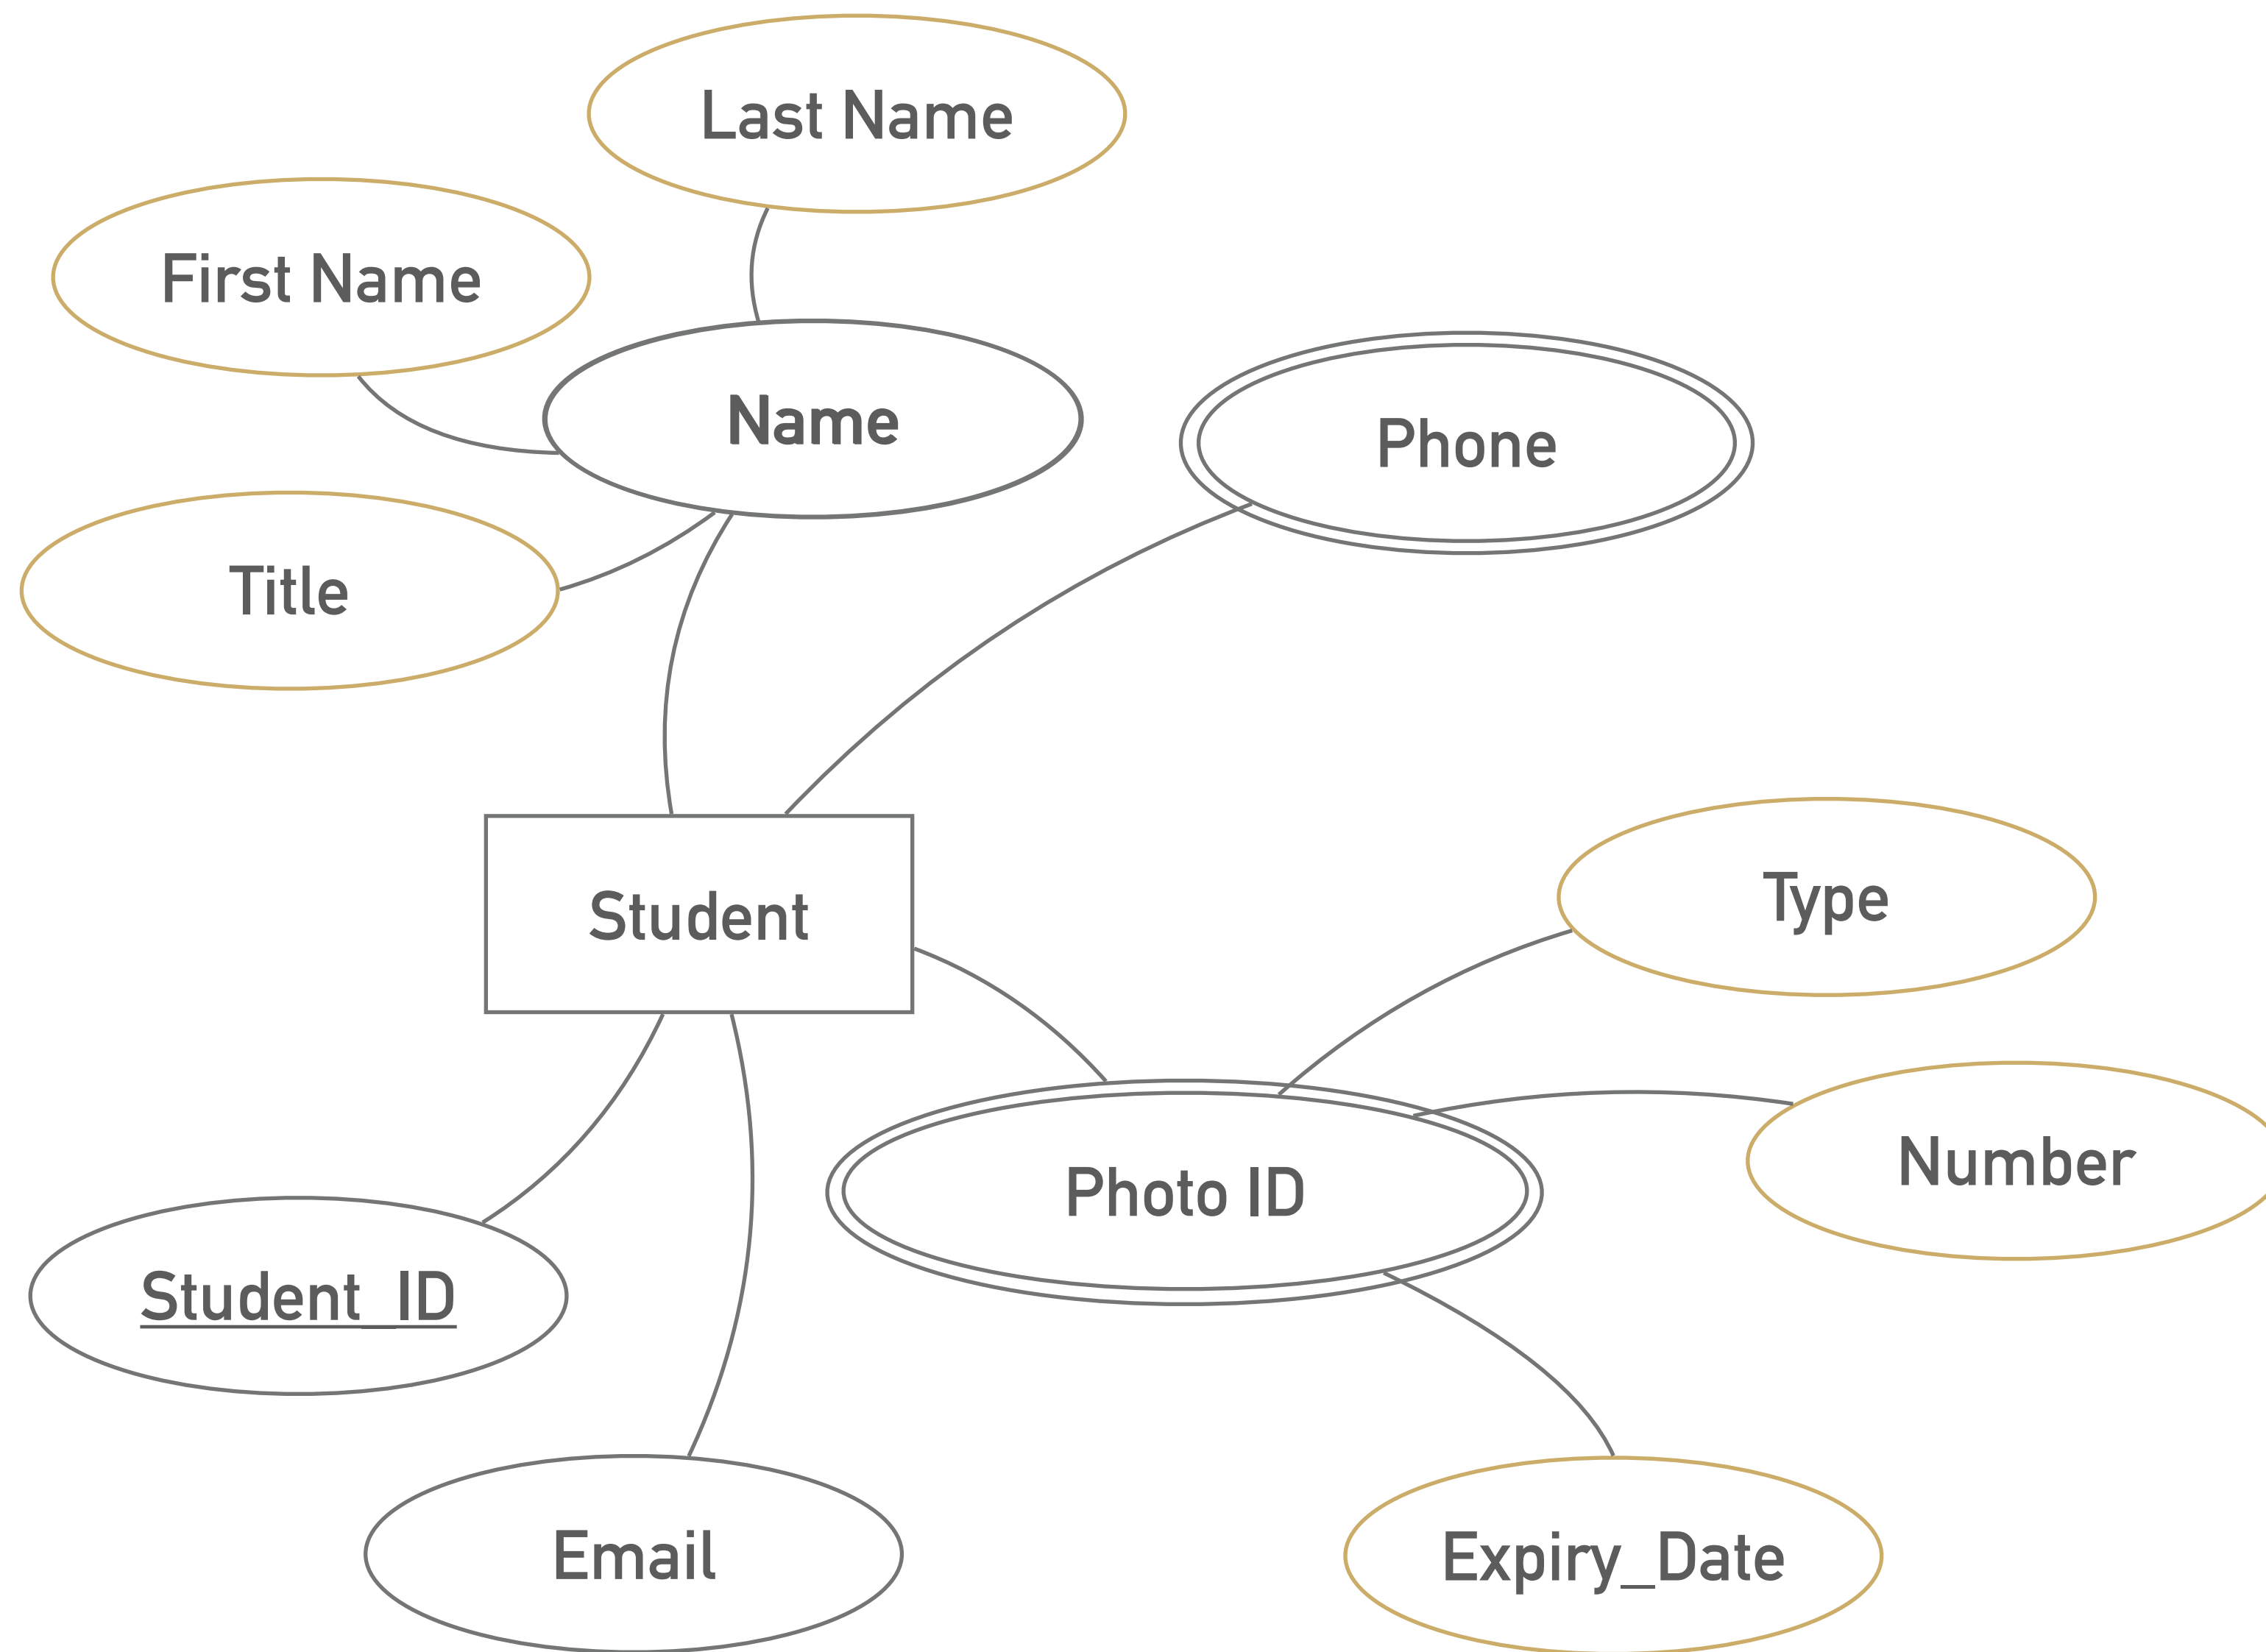 Last Name
First Name
Name
Phone
Title
Type
Student
Number
Photo ID
Student_ID
Email
Expiry_Date